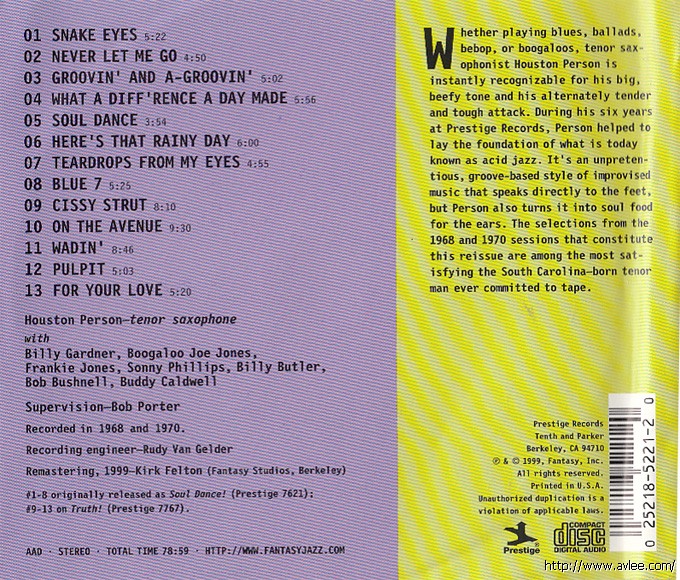 01 SNAKE EYES 5:22
02 NEVER LET ME GO 4:50
03 GROOVIN' AND A-GROOVIN' 5:02
04 WHAT A DIFF'RENCE A DAY MADE 5:56
05 SOUL DANCE 3:54
06 HERE'S THAT RAINY DAY 6:00
07 TEARDROPS FROM MY EYES 4:55
08 BLUE 7 5:25
09 CISSY STRUT 8:10
10 ON THE AVENUE 9:30
11 WADIN' 8:46
12 PULPIT 5:03
13 FOR YOUR LOVE 5:20
Houston Person—tenor saxophone
with
Billy Gardner, Boogaloo Joe Jones,
Frankie Jones, Sonny Phillips, Billy Butler,
Bob Bushnell, Buddy Caldwell
Supervision—Bob Porter
Recorded in 1968 and 1970.
Recording engineer—Rudy Van Gelder
Remastering, 1999—Kirk Felton (Fantasy Studios, Berkeley)
#1-8 originally released as Soul Dance! (Prestige 7621);
#9-13 on Truth! (Prestige 7767).
AAD · STEREO · TOTAL TIME 78:59 · HTTP://WWW.FANTASYJAZZ.COM
Whether playing blues, ballads,
bebop, or boogaloos, tenor sax-
ophonist Houston Person is
instantly recognizable for his big,
beefy tone and his alternately tender
and tough attack. During his six years
at Prestige Records, Person helped to
lay the foundation of what is today
known as acid jazz. It's an unpreten-
tious, groove-based style of improvised
music that speaks directly to the feet,
but Person also turns it into soul food
for the ears. The selections from the
1968 and 1970 sessions that constitute
this reissue are among the most sat-
isfying the South Carolina—born tenor
man ever committed to tape.
Prestige Records
Tenth and Parker
Berkeley, CA 94710
℗ & © 1999, Fantasy, Inc.
All rights reserved.
Printed in U.S.A.
Unauthorized duplication is a
violation of applicable laws.
Prestige®
COMPACT
disc
DIGITAL AUDIO
0 25218-5221-2 0
http://www.avlee.com/